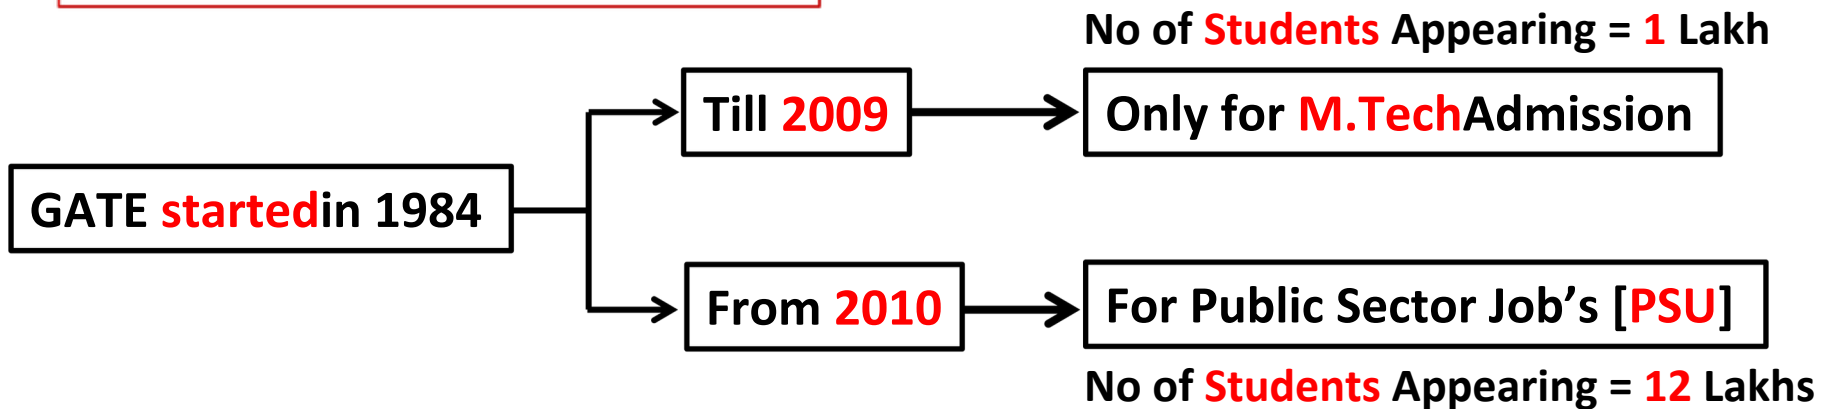 No of Students Appearing = 1 Lakh
Till 2009
Only for M.TechAdmission
GATE startedin 1984
From 2010
For Public Sector Job’s [PSU]
No of Students Appearing = 12 Lakhs